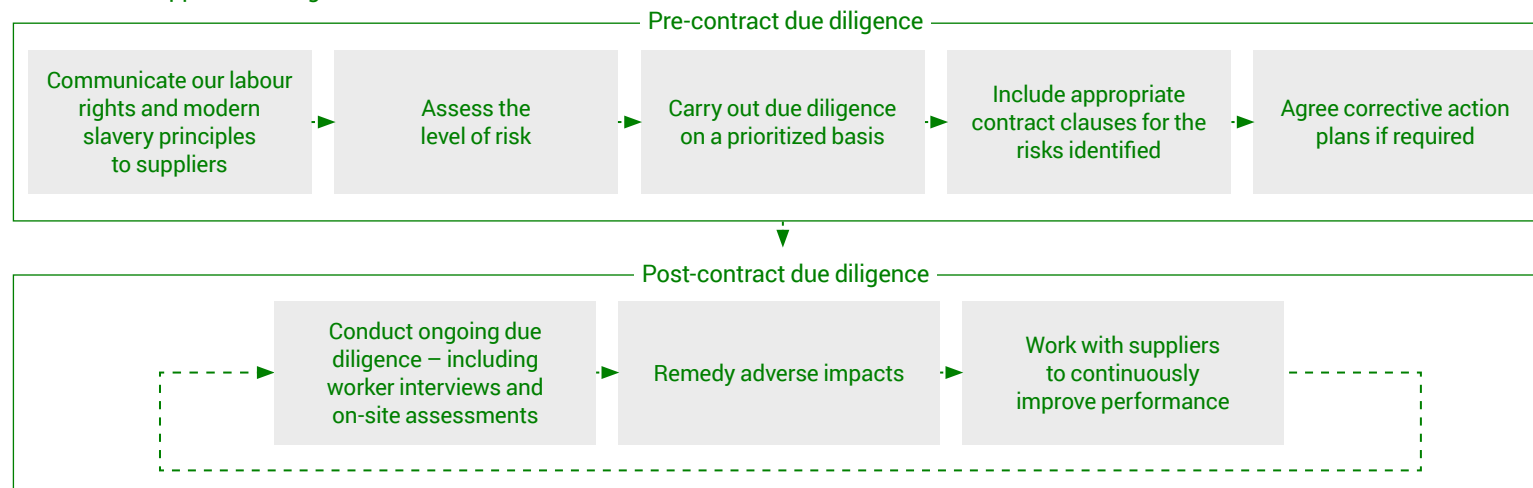 Pre-contract due diligence
Communicate our labour
rights and modern
slavery principles
to suppliers
Assess the
level of risk
Carry out due diligence
on a prioritized basis
Include appropriate
contract clauses for the
risks identified
Agree corrective action
plans if required
Post-contract due diligence
Conduct ongoing due
diligence – including
worker interviews and
on-site assessments
Remedy adverse impacts
Work with suppliers
to continuously
improve performance